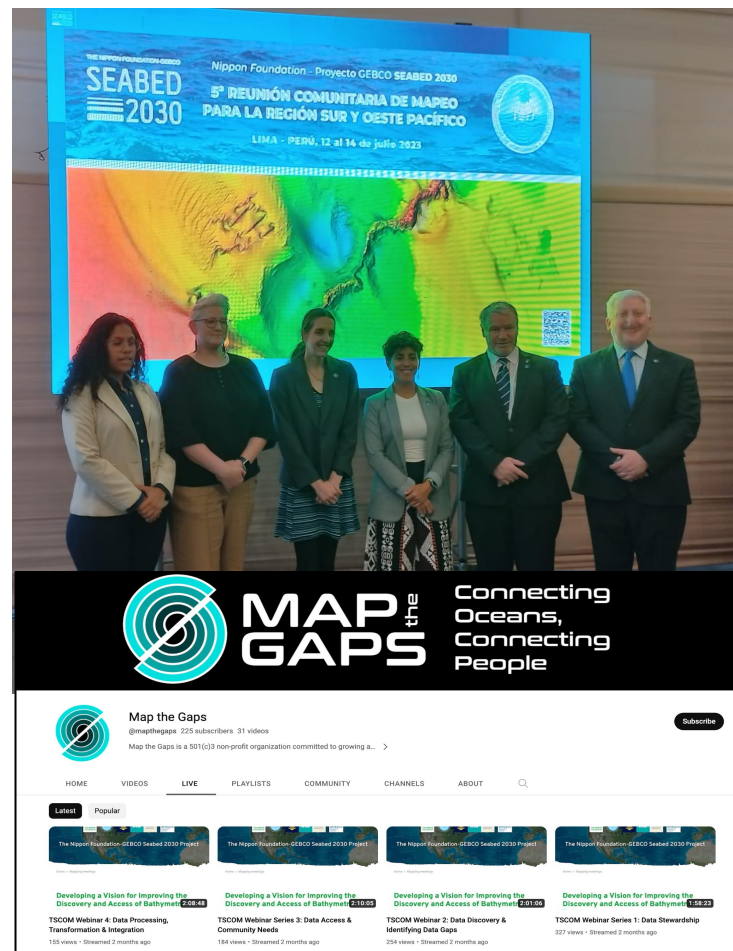 THE NIPPON FOUNDATION-GEBCO
SEABED
2030
Nippon Foundation - Proyecto GEBCO SEABED 2030
5ª REUNIÓN COMUNITARIA DE MAPEO
PARA LA REGIÓN SUR Y OESTE PACÍFICO
LIMA - PERÚ, 12 al 14 de julio 2023
MAP the
GAPS
Connecting
Oceans,
Connecting
People
Map the Gaps
@mapthegaps 225 subscribers 31 videos
Map the Gaps is a 501(c)3 non-profit organization committed to growing a...
Subscribe
HOME VIDEOS LIVE PLAYLISTS COMMUNITY CHANNELS ABOUT
Latest Popular
The Nippon Foundation-GEBCO Seabed 2030 Project
Developing a Vision for Improving the
Discovery and Access of Bathymetr
2:08:48
TSCOM Webinar 4: Data Processing,
Transformation & Integration
155 views • Streamed 2 months ago
The Nippon Foundation-GEBCO Seabed 2030 Project
Developing a Vision for Improving the
Discovery and Access of Bathymetr
2:10:05
TSCOM Webinar Series 3: Data Access &
Community Needs
184 views • Streamed 2 months ago
The Nippon Foundation-GEBCO Seabed 2030 Project
Developing a Vision for Improving the
Discovery and Access of Bathymetr
2:01:06
TSCOM Webinar 2: Data Discovery &
Identifying Data Gaps
254 views • Streamed 2 months ago
The Nippon Foundation-GEBCO Seabed 2030 Project
Developing a Vision for Improving the
Discovery and Access of Bathymetr
1:58:23
TSCOM Webinar Series 1: Data Stewardship
327 views • Streamed 2 months ago